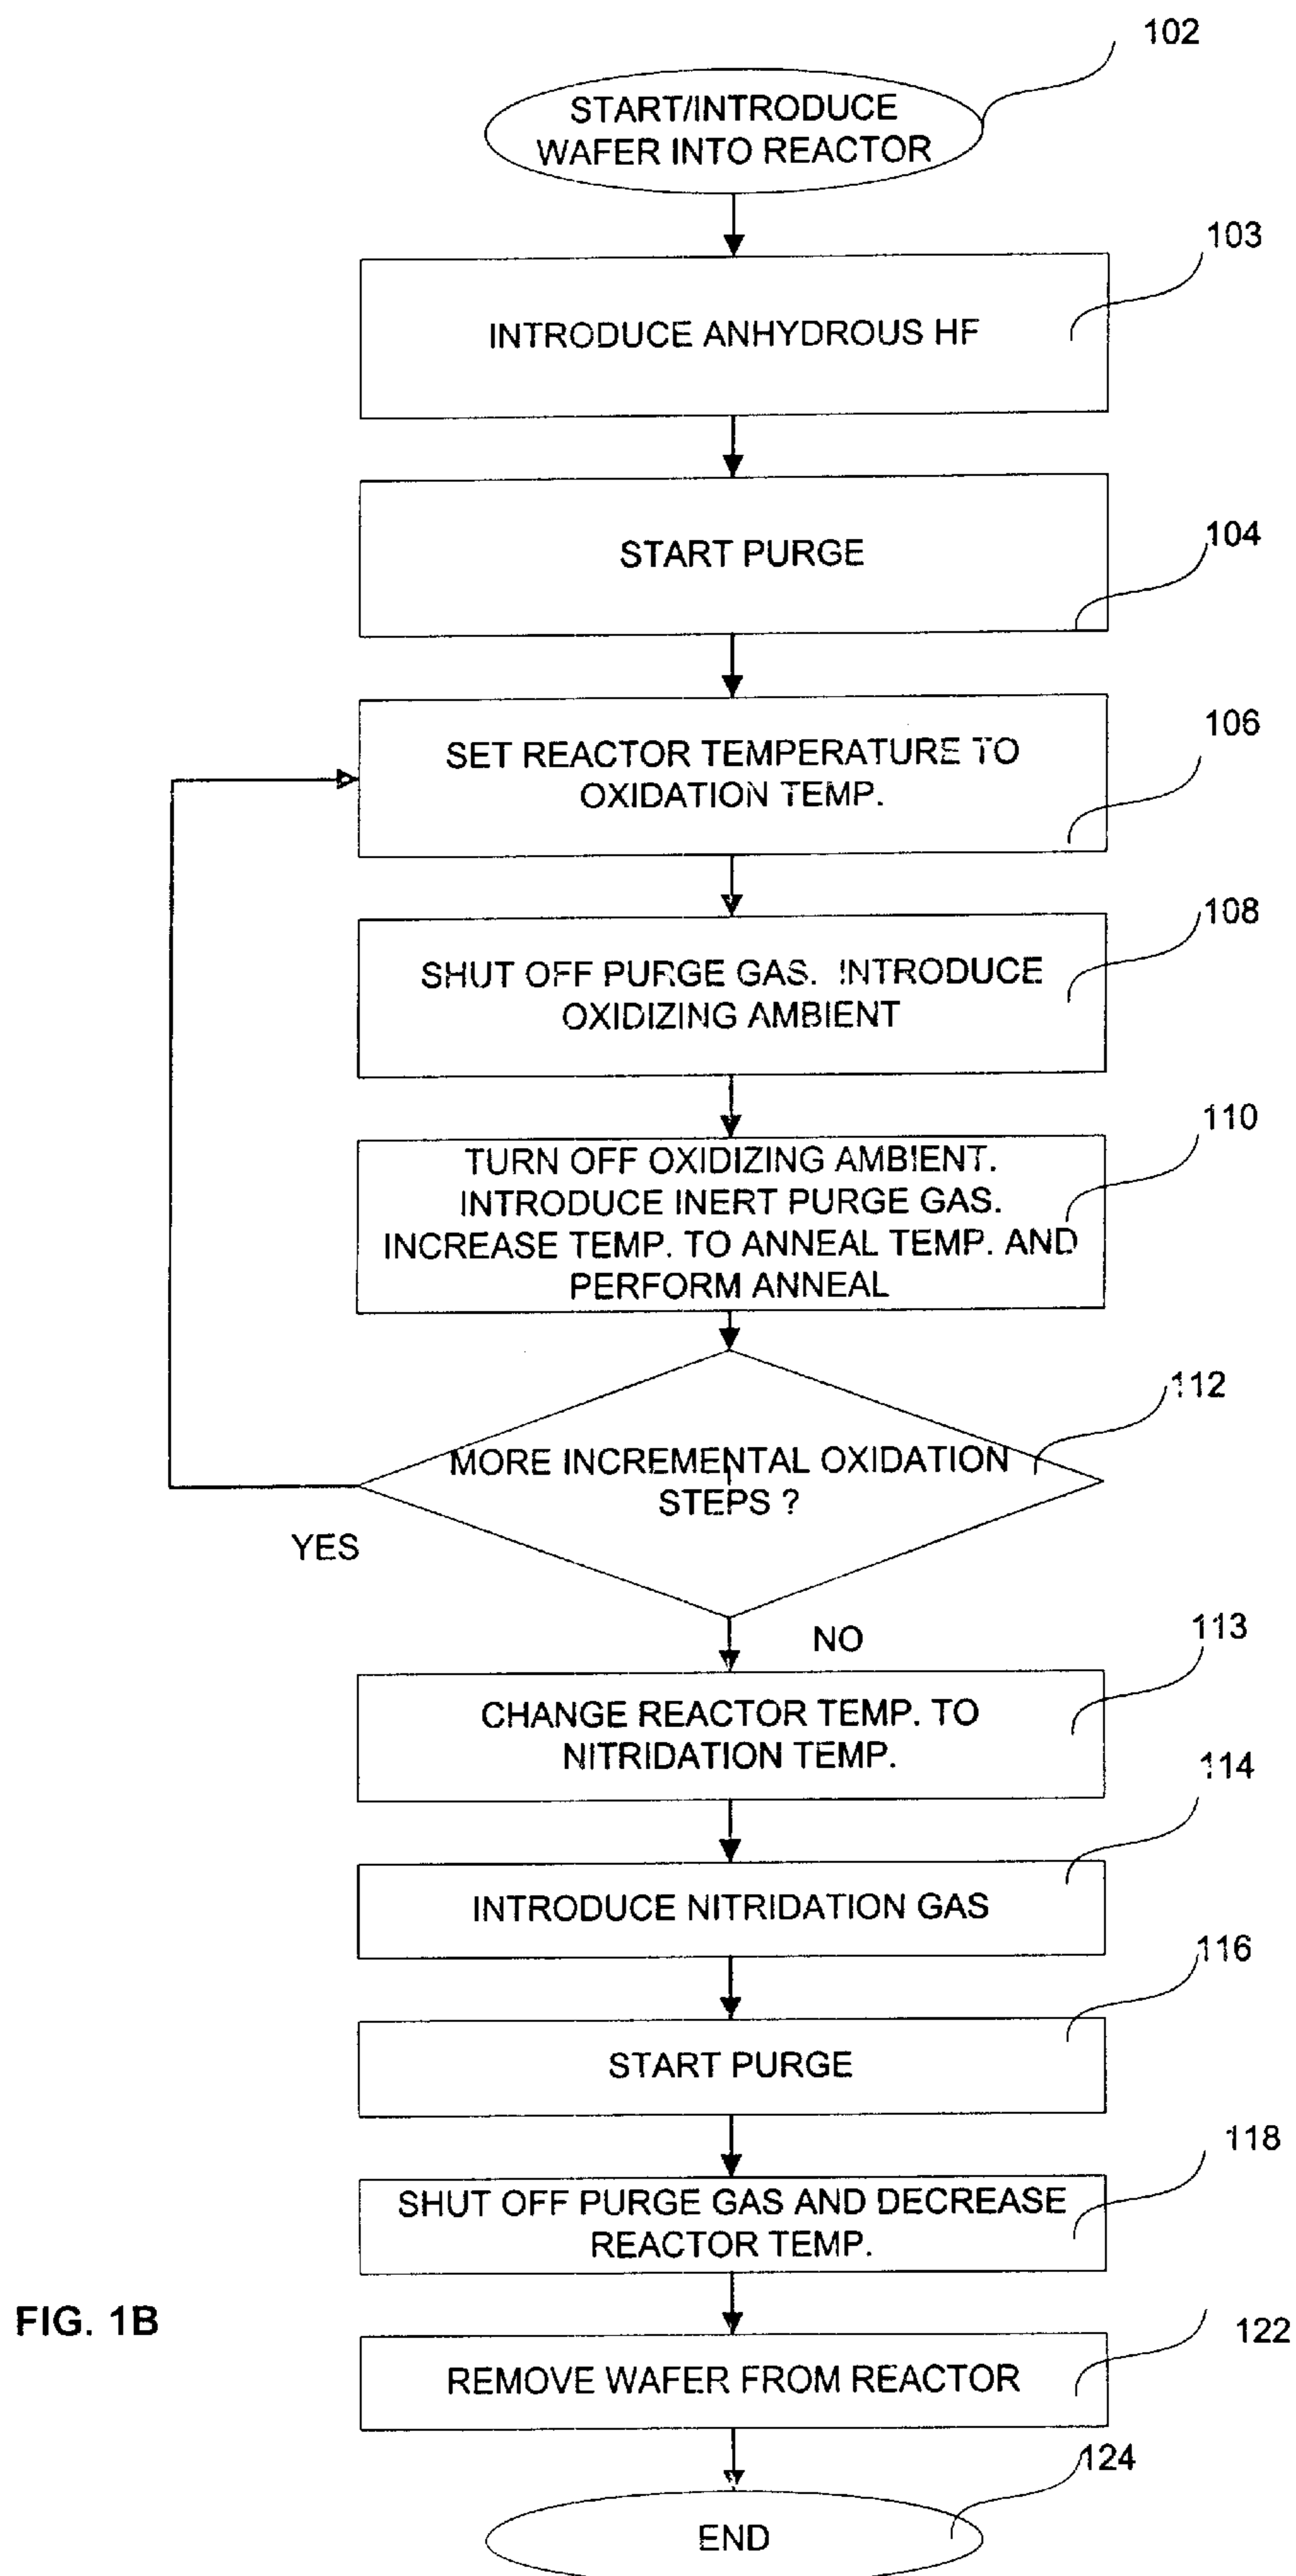 102
START/INTRODUCE
WAFER INTO REACTOR
103
INTRODUCE ANHYDROUS HF
104
START PURGE
106
SET REACTOR TEMPERATURE TO
OXIDATION TEMP.
108
SHUT OFF PURGE GAS. INTRODUCE
OXIDIZING AMBIENT
110
TURN OFF OXIDIZING AMBIENT.
INTRODUCE INERT PURGE GAS.
INCREASE TEMP. TO ANNEAL TEMP. AND
PERFORM ANNEAL
112
MORE INCREMENTAL OXIDATION
STEPS ?
YES
NO
113
CHANGE REACTOR TEMP. TO
NITRIDATION TEMP.
114
INTRODUCE NITRIDATION GAS
116
START PURGE
118
SHUT OFF PURGE GAS AND DECREASE
REACTOR TEMP.
FIG. 1B
122
REMOVE WAFER FROM REACTOR
124
END